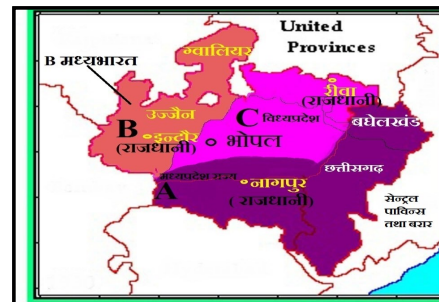 United
Provinces
ग्वालियर
B मध्यभारत
रीवा
(राजधानी)
उज्जैन
C विन्ध्यप्रदेश
बघेलखंड
B
इन्दौर
(राजधानी)
भोपल
छत्तीसगढ़
मध्यप्रदेश राज्य
A
नागपुर
(राजधानी)
सेन्ट्रल
पाविन्स
तथा बरार